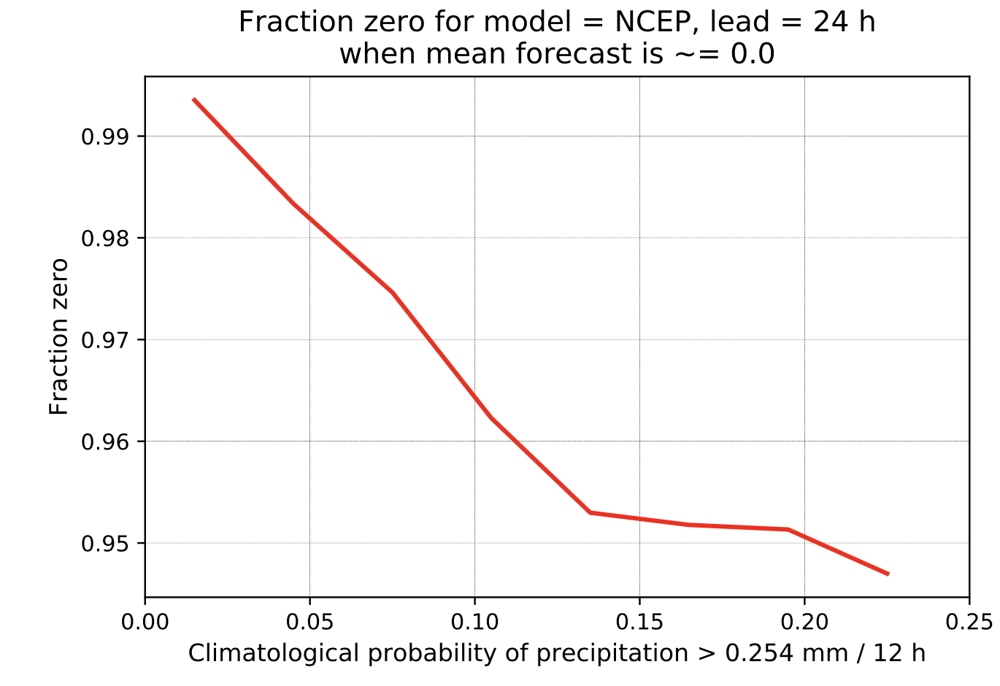 Fraction zero for model = NCEP, lead = 24 h
when mean forecast is ~= 0.0
Fraction zero
0.99
0.98
0.97
0.96
0.95
0.00 0.05 0.10 0.15 0.20 0.25
Climatological probability of precipitation > 0.254 mm / 12 h